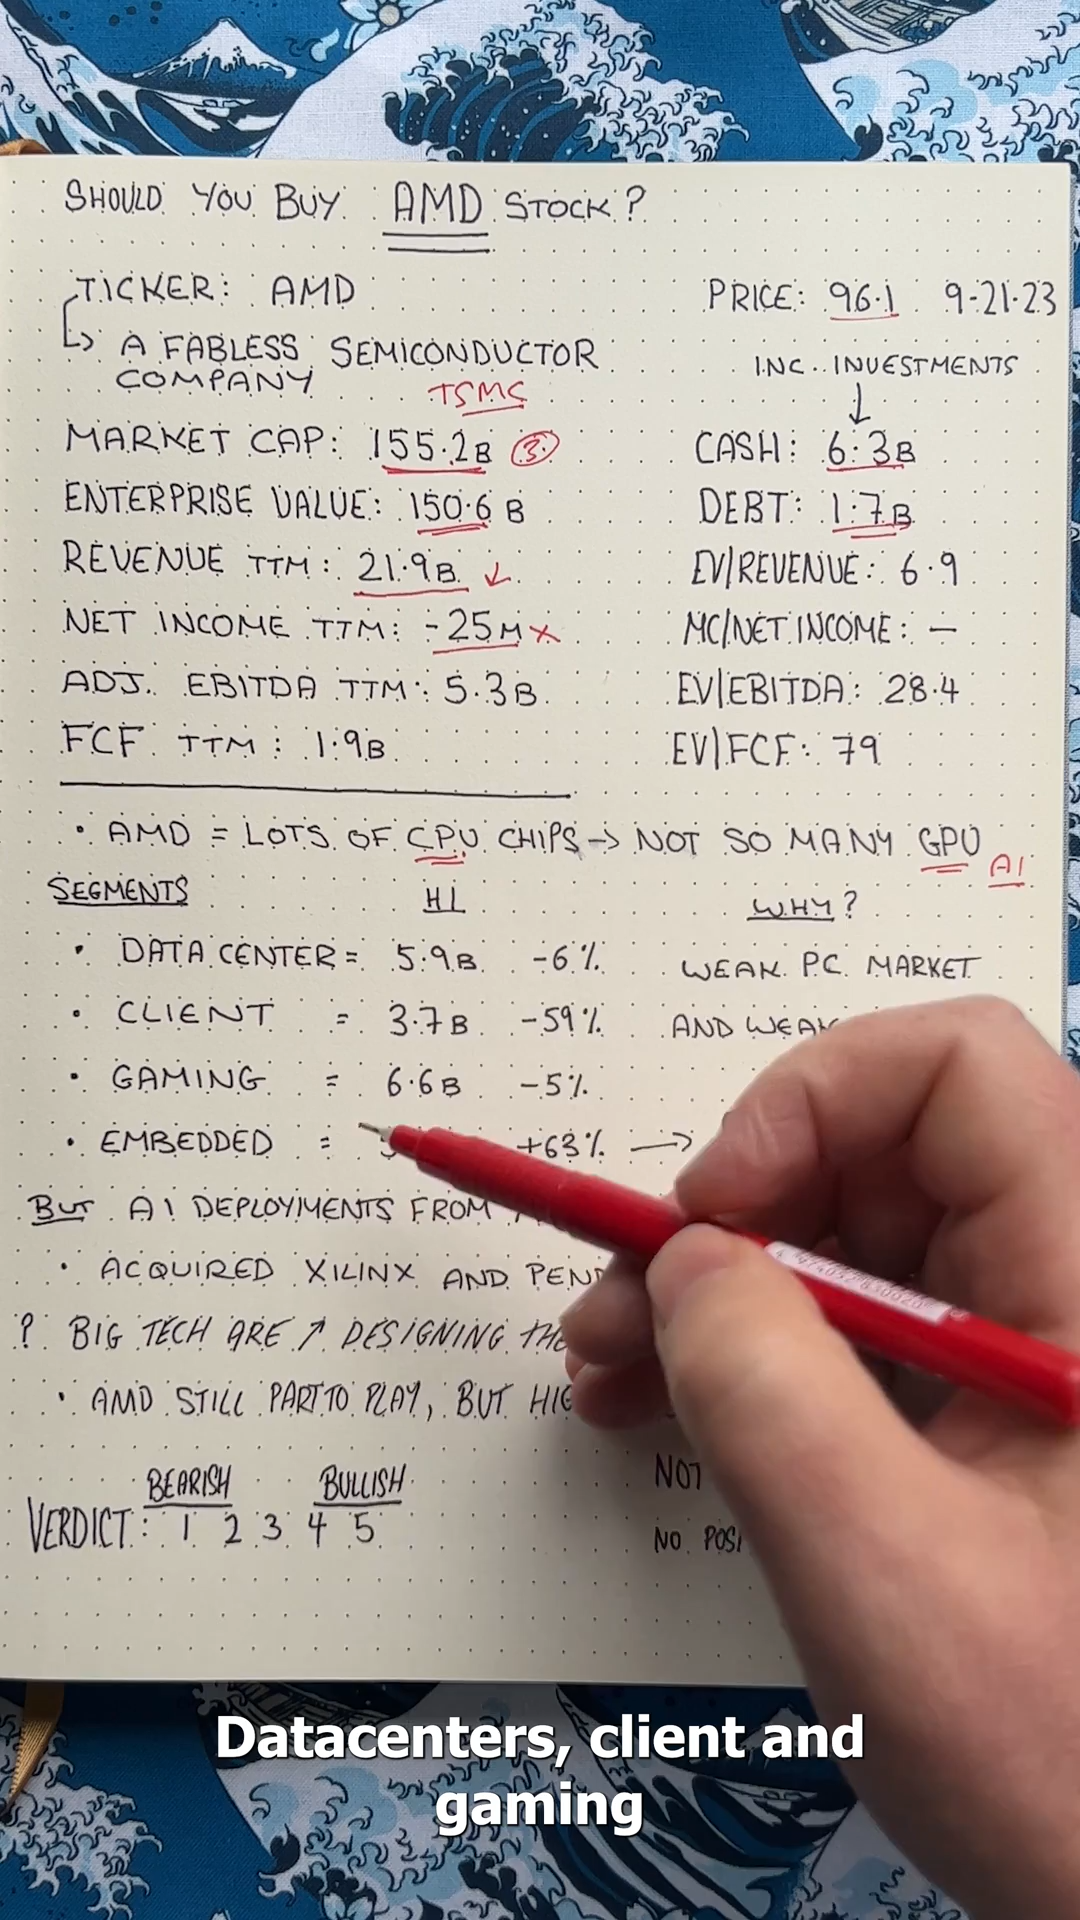 SHOULD YOU BUY AMD STOCK?
TICKER: AMD
PRICE: 96.1 9-21-23
↳ A FABLESS SEMICONDUCTOR
COMPANY
TSMC
INC. INVESTMENTS
MARKET CAP: 155.2B 3
CASH: 6.3B
ENTERPRISE VALUE: 150.6 B
DEBT: 1.7B
REVENUE TTM: 21.9B ↓
EV/REVENUE: 6.9
NET INCOME TTM: -25M x
MC/NET INCOME: —
ADJ. EBITDA TTM: 5.3B
EV/EBITDA: 28.4
FCF TTM: 1.9B
EV/FCF: 79
• AMD = LOTS OF CPU CHIPS → NOT SO MANY GPU
AI
SEGMENTS H1 WHY?
• DATA CENTER = 5.9B -6% WEAK PC MARKET
• CLIENT = 3.7B -59% AND WEAK
• GAMING = 6.6B -5%
• EMBEDDED = +63% →
BUT AI DEPLOYMENTS FROM
• ACQUIRED XILINX AND PEN
? BIG TECH ARE ↗ DESIGNING THE
• AMD STILL PART TO PLAY, BUT HIG
BEARISH BULLISH
NOT
VERDICT: 1 2 3 4 5
NO POSI
Datacenters, client and
gaming